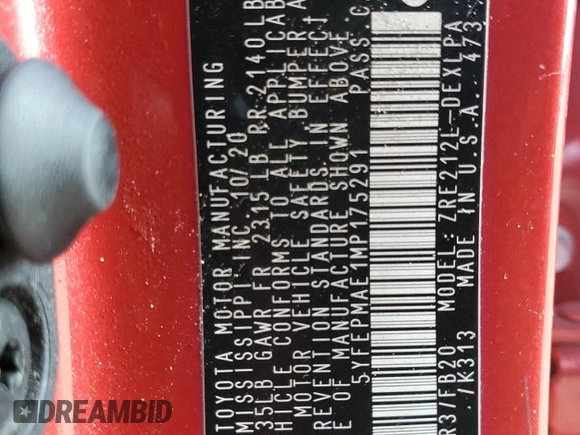 TOYOTA MOTOR MANUFACTURING
MISSISSIPPI INC. 10/20
35LB GAWR FR 2315 LB RR 2140 LB
HICLE CONFORMS TO ALL APPLICAB
MOTOR VEHICLE SAFETY BUMPER A
REVENTION STANDARDS IN EFFECT
E OF MANUFACTURE SHOWN ABOVE
5YFEPMAE1MP175291 PASS C
R37/FB20 MODEL: ZRE212L-DEXLPA
/K313 MADE IN U.S.A. 473
DREAMBID